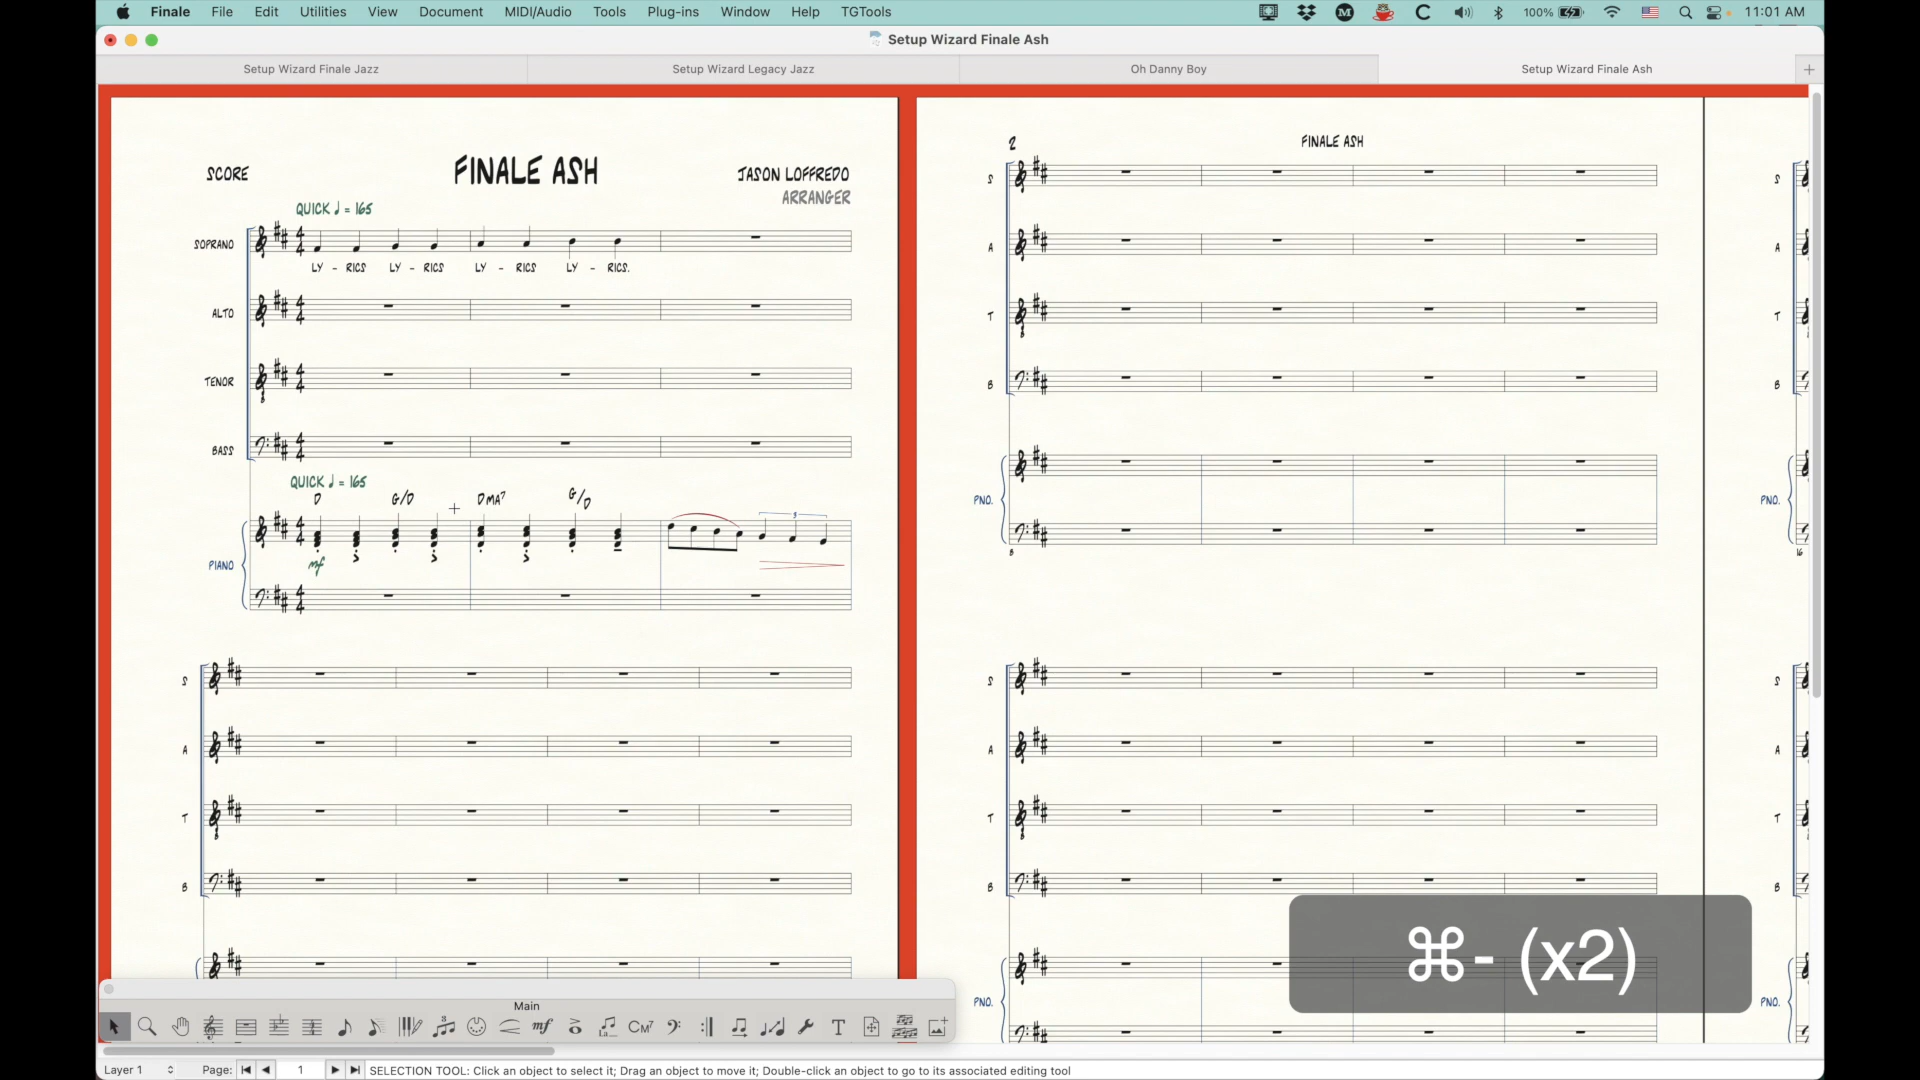 Finale File Edit Utilities View Document MIDI/Audio Tools Plug-ins Window Help TGTools 100% 11:01 AM
Setup Wizard Finale Ash
Setup Wizard Finale Jazz Setup Wizard Legacy Jazz Oh Danny Boy Setup Wizard Finale Ash
SCORE
FINALE ASH
JASON LOFFREDO
ARRANGER
QUICK ♩ = 165
SOPRANO
LY - RICS LY - RICS LY - RICS LY - RICS.
ALTO
TENOR
BASS
QUICK ♩ = 165
D G/D DMA7 G/D
3
PIANO
mf
S
A
T
B
2
FINALE ASH
S
A
T
B
PNO.
8
S
A
T
B
PNO.
S
A
T
B
PNO.
16
S
A
T
B
PNO.
⌘- (x2)
Main
mf CM7 T
Layer 1 Page: 1 SELECTION TOOL: Click an object to select it; Drag an object to move it; Double-click an object to go to its associated editing tool